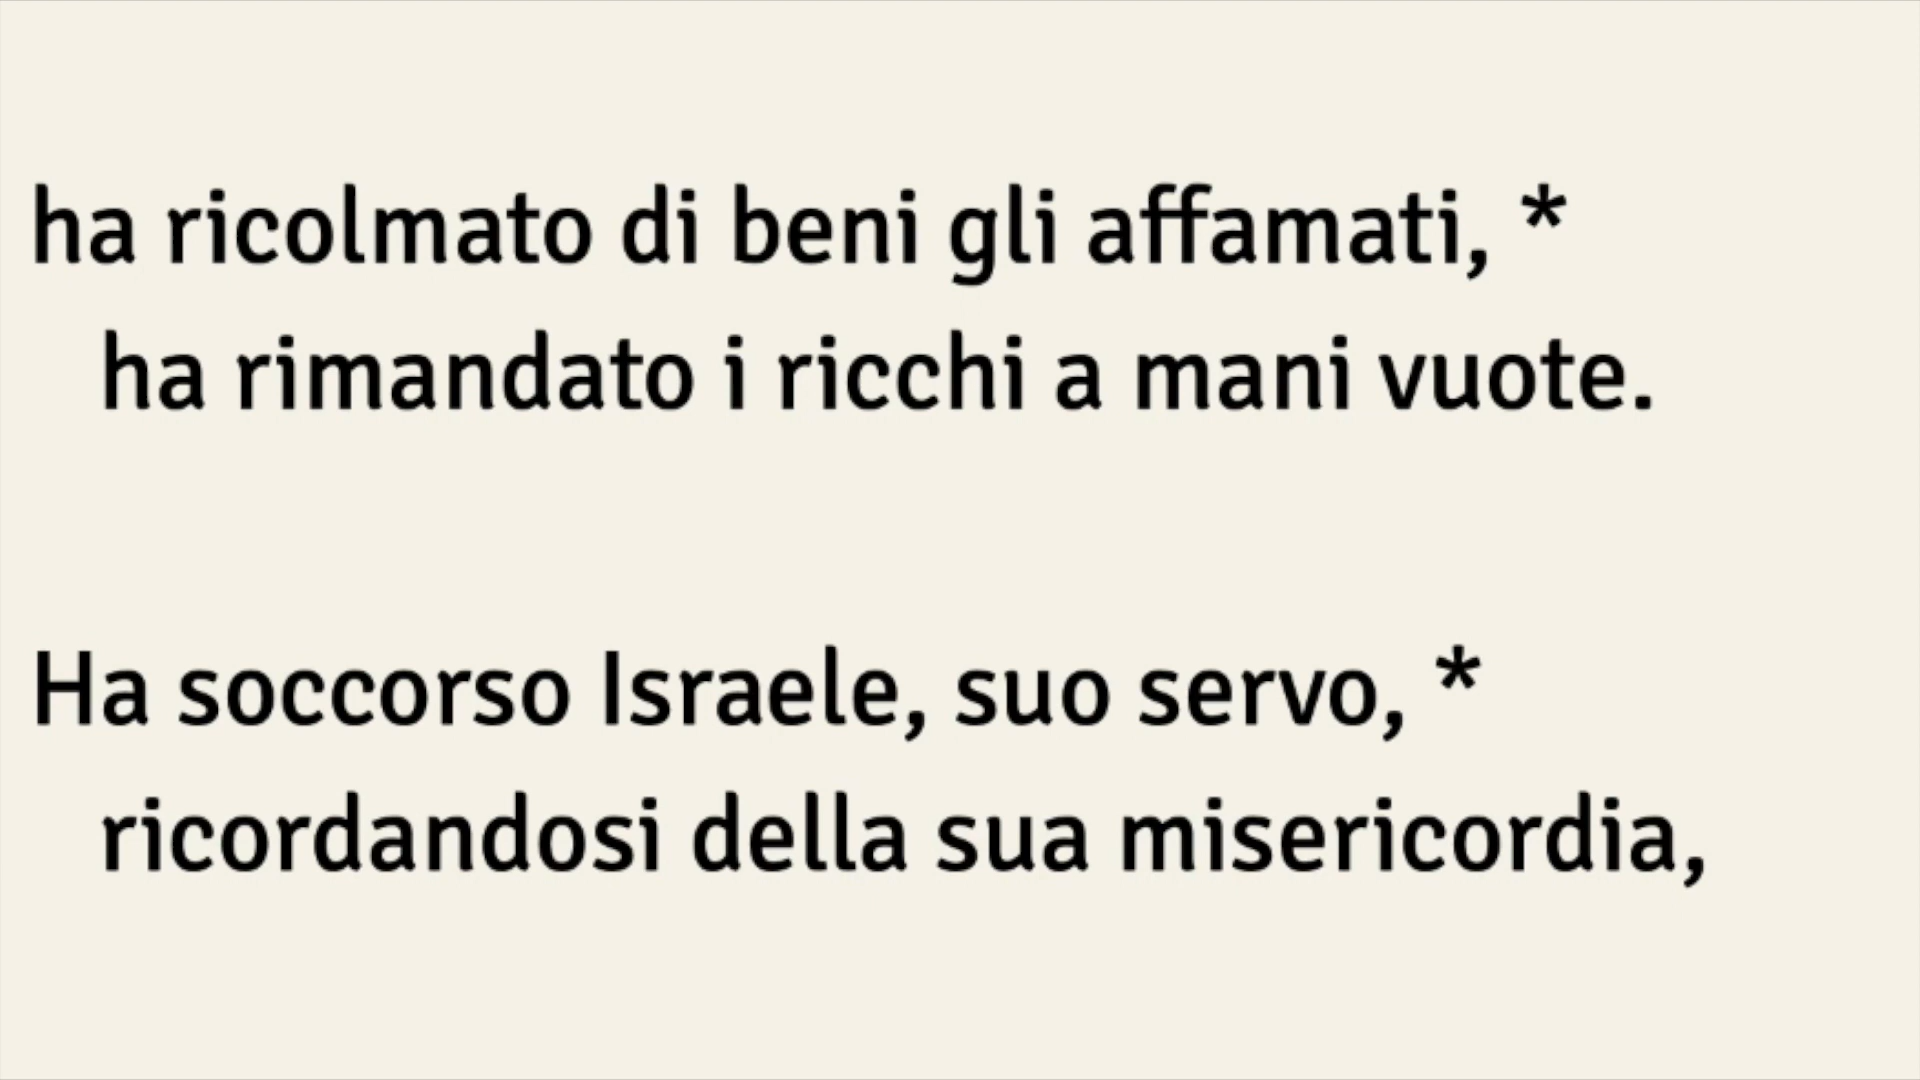 ha ricolmato di beni gli affamati, *
ha rimandato i ricchi a mani vuote.
Ha soccorso Israele, suo servo, *
ricordandosi della sua misericordia,